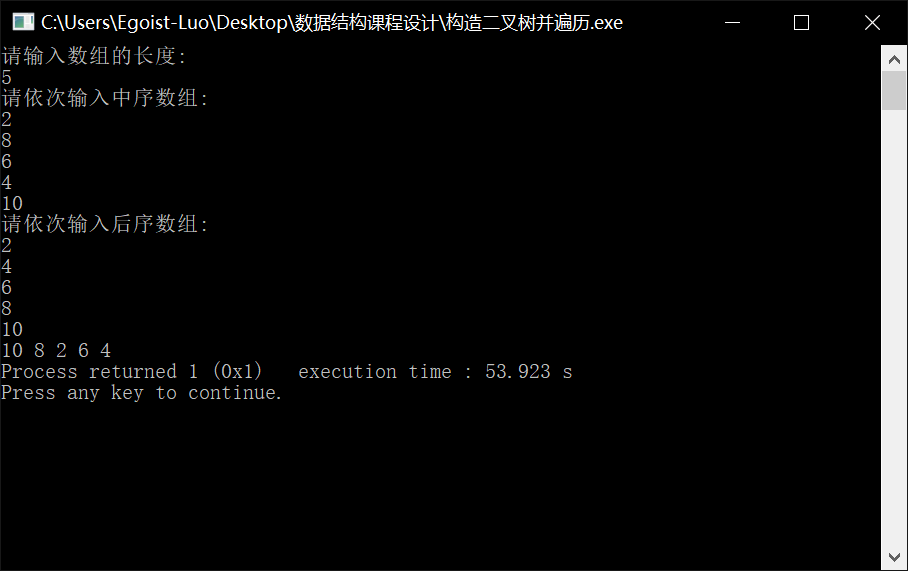 C:\Users\Egoist-Luo\Desktop\数据结构课程设计\构造二叉树并遍历.exe
请输入数组的长度:
5
请依次输入中序数组:
2
8
6
4
10
请依次输入后序数组:
2
4
6
8
10
10 8 2 6 4
Process returned 1 (0x1)   execution time : 53.923 s
Press any key to continue.